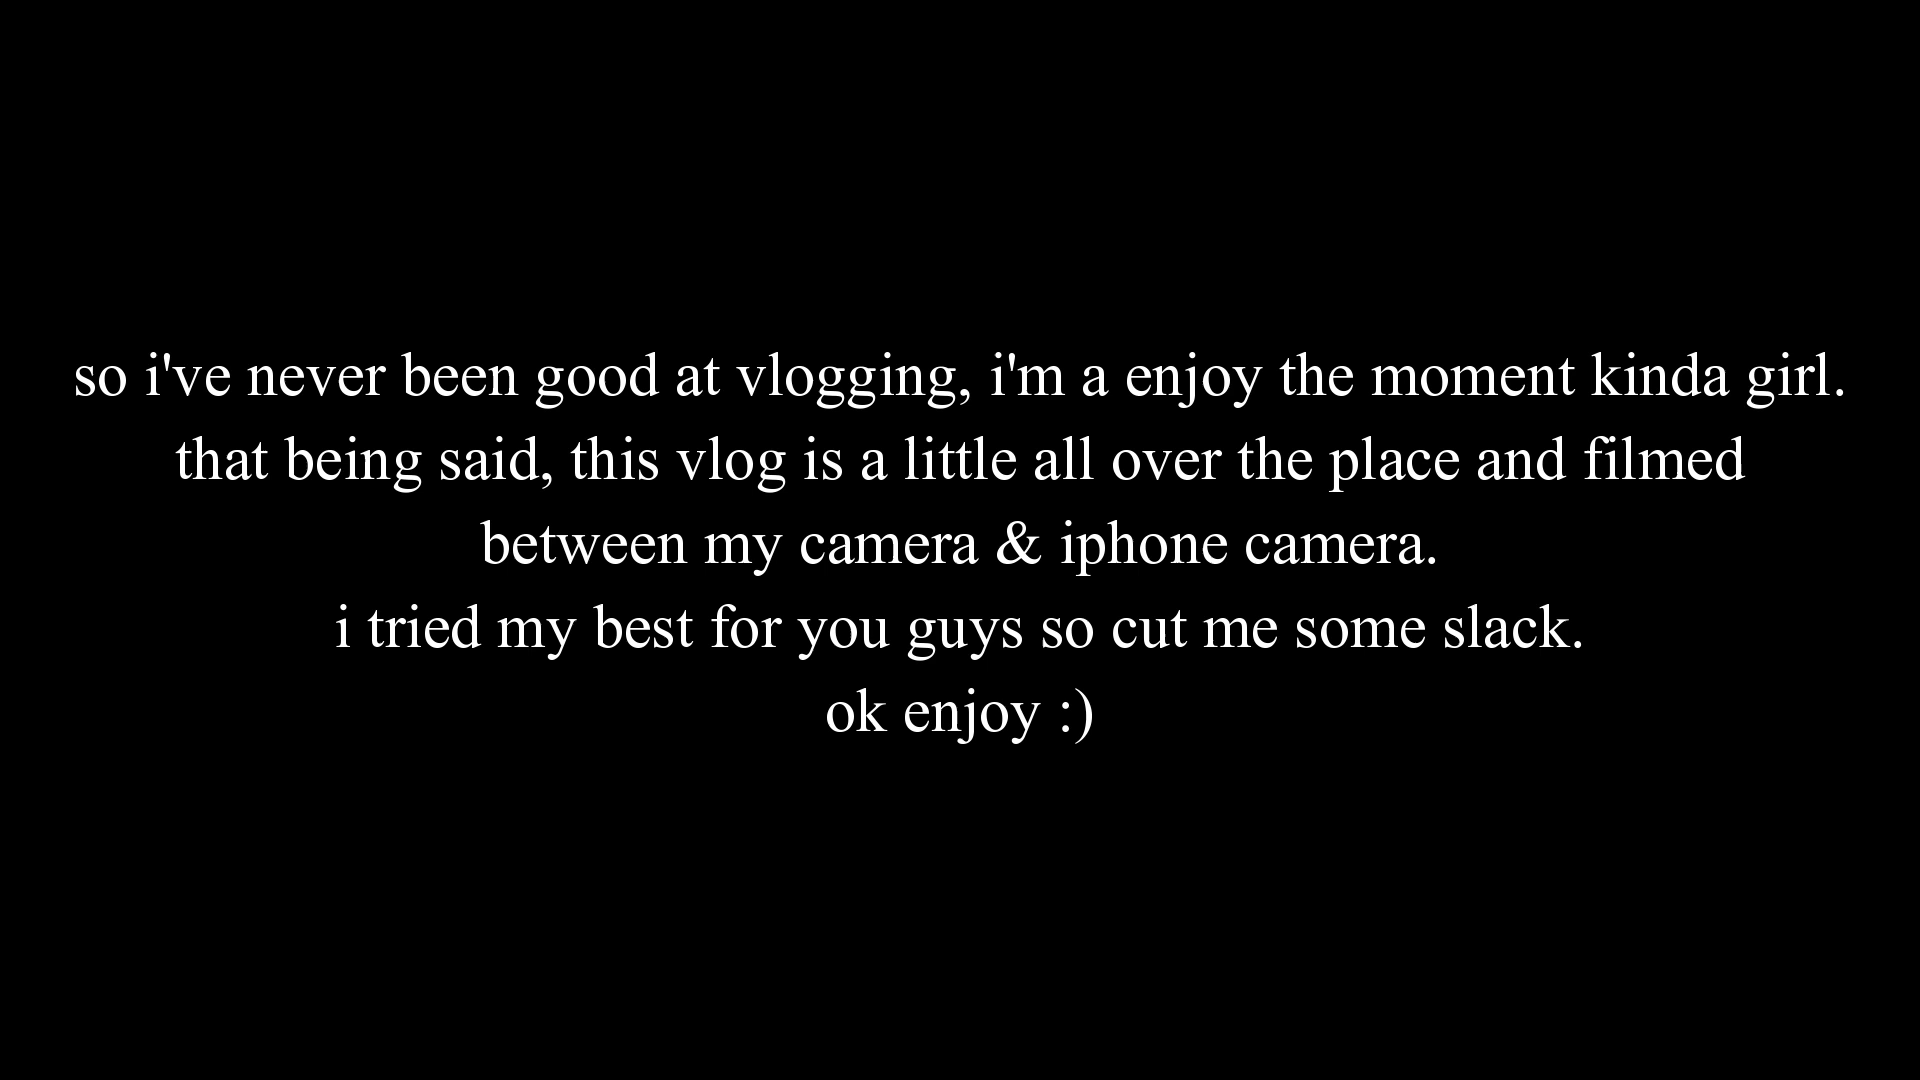 so i've never been good at vlogging, i'm a enjoy the moment kinda girl.
that being said, this vlog is a little all over the place and filmed
between my camera & iphone camera.
i tried my best for you guys so cut me some slack.
ok enjoy :)